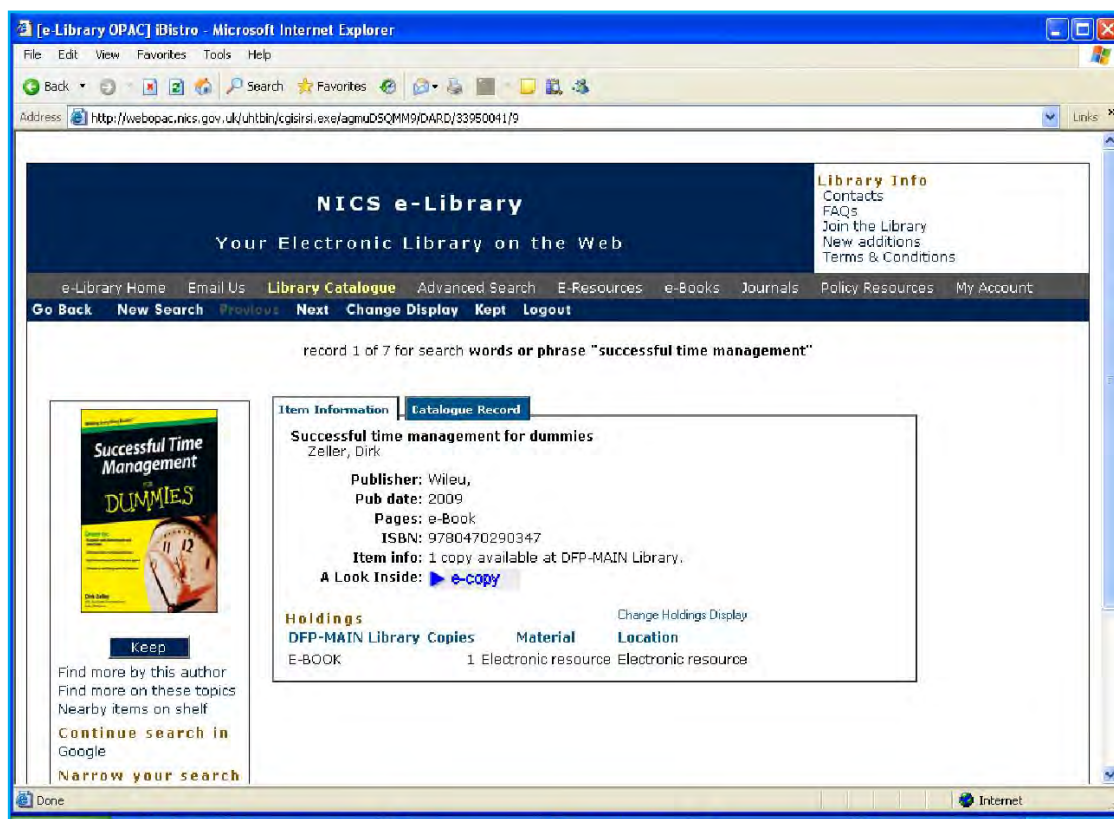 [e-Library OPAC] iBistro - Microsoft Internet Explorer
File Edit View Favorites Tools Help
Back Search Favorites
Address http://webopac.nics.gov.uk/uhtbin/cgisirsi.exe/agmuDSQMM9/DARD/33950041/9 Links
NICS e-Library
Your Electronic Library on the Web
Library Info
Contacts
FAQs
Join the Library
New additions
Terms & Conditions
e-Library Home Email Us Library Catalogue Advanced Search E-Resources e-Books Journals Policy Resources My Account
Go Back New Search Previous Next Change Display Kept Logout
record 1 of 7 for search words or phrase "successful time management"
Successful Time
Management
FOR
DUMMIES
Dirk Zeller
Keep
Find more by this author
Find more on these topics
Nearby items on shelf
Continue search in
Google
Narrow your search
Item Information Catalogue Record
Successful time management for dummies
Zeller, Dirk
Publisher: Wileu,
Pub date: 2009
Pages: e-Book
ISBN: 9780470290347
Item info: 1 copy available at DFP-MAIN Library.
A Look Inside: e-copy
Holdings Change Holdings Display
DFP-MAIN Library Copies Material Location
E-BOOK 1 Electronic resource Electronic resource
Done Internet